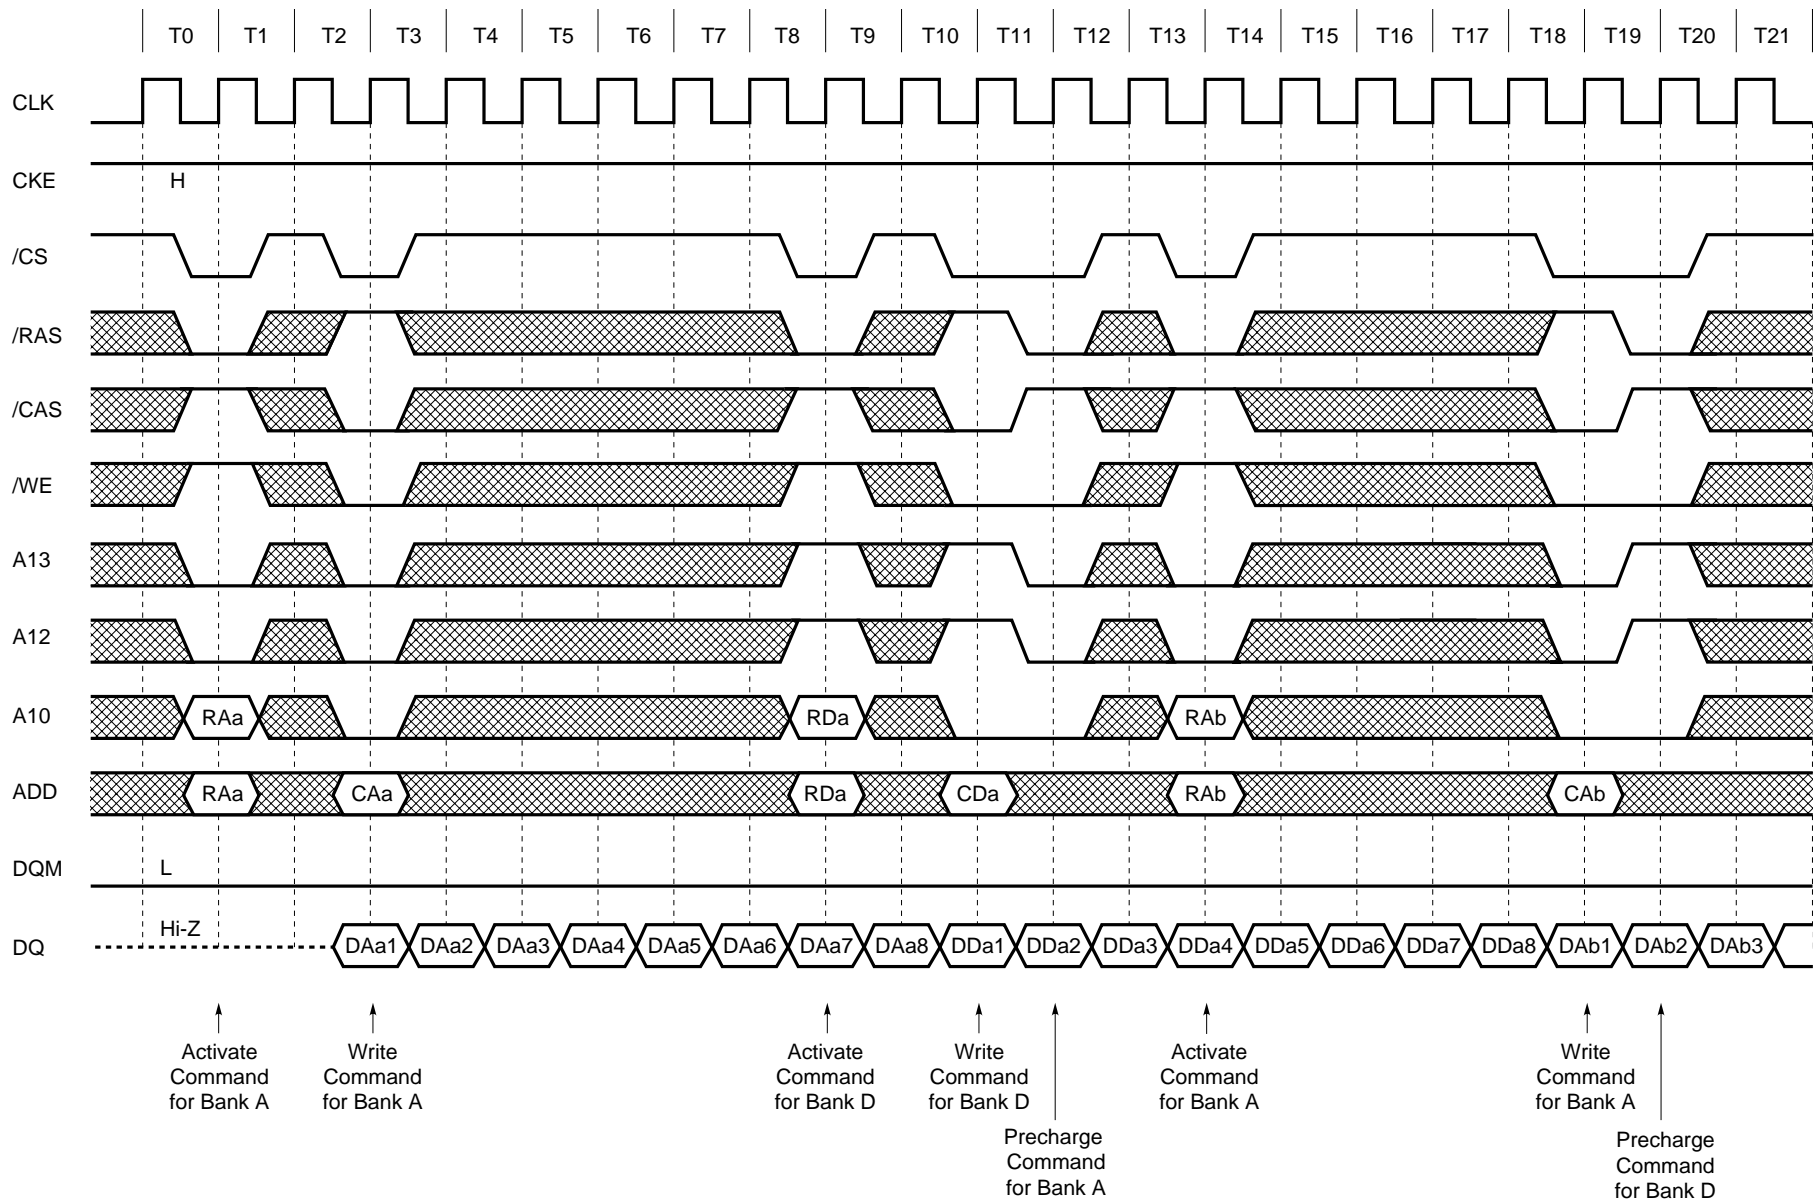 T0 T1 T2 T3 T4 T5 T6 T7 T8 T9 T10 T11 T12 T13 T14 T15 T16 T17 T18 T19 T20 T21
CLK
CKE H
/CS
/RAS
/CAS
/WE
A13
A12
A10 RAa RDa RAb
ADD RAa CAa RDa CDa RAb CAb
DQM L
Hi-Z
DQ DAa1 DAa2 DAa3 DAa4 DAa5 DAa6 DAa7 DAa8 DDa1 DDa2 DDa3 DDa4 DDa5 DDa6 DDa7 DDa8 DAb1 DAb2 DAb3
Activate
Command
for Bank A
Write
Command
for Bank A
Activate
Command
for Bank D
Write
Command
for Bank D
Precharge
Command
for Bank A
Activate
Command
for Bank A
Write
Command
for Bank A
Precharge
Command
for Bank D